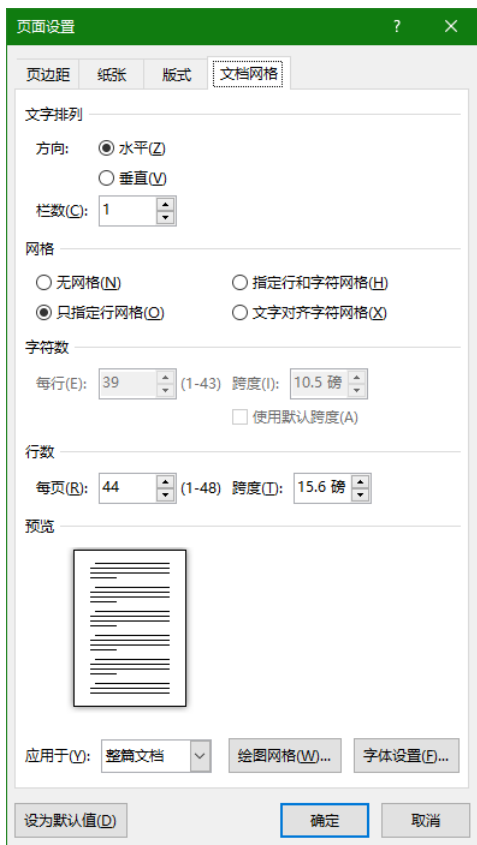 页面设置 ?
页边距 纸张 版式 文档网格
文字排列
方向: 水平(Z)
垂直(V)
栏数(C): 1
网格
无网格(N) 指定行和字符网格(H)
只指定行网格(O) 文字对齐字符网格(X)
字符数
每行(E): 39 (1-43) 跨度(I): 10.5 磅
使用默认跨度(A)
行数
每页(R): 44 (1-48) 跨度(T): 15.6 磅
预览
应用于(Y): 整篇文档 绘图网格(W)... 字体设置(F)...
设为默认值(D) 确定 取消